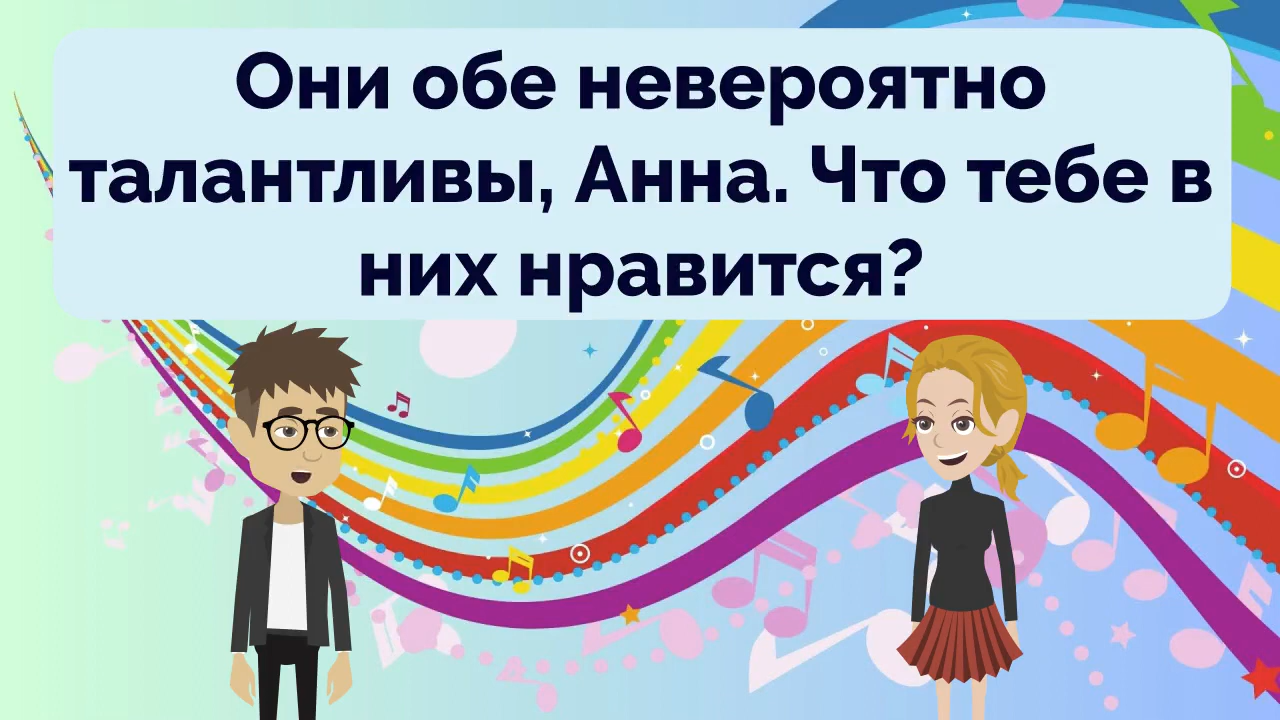 Они обе невероятно
талантливы, Анна. Что тебе в
них нравится?